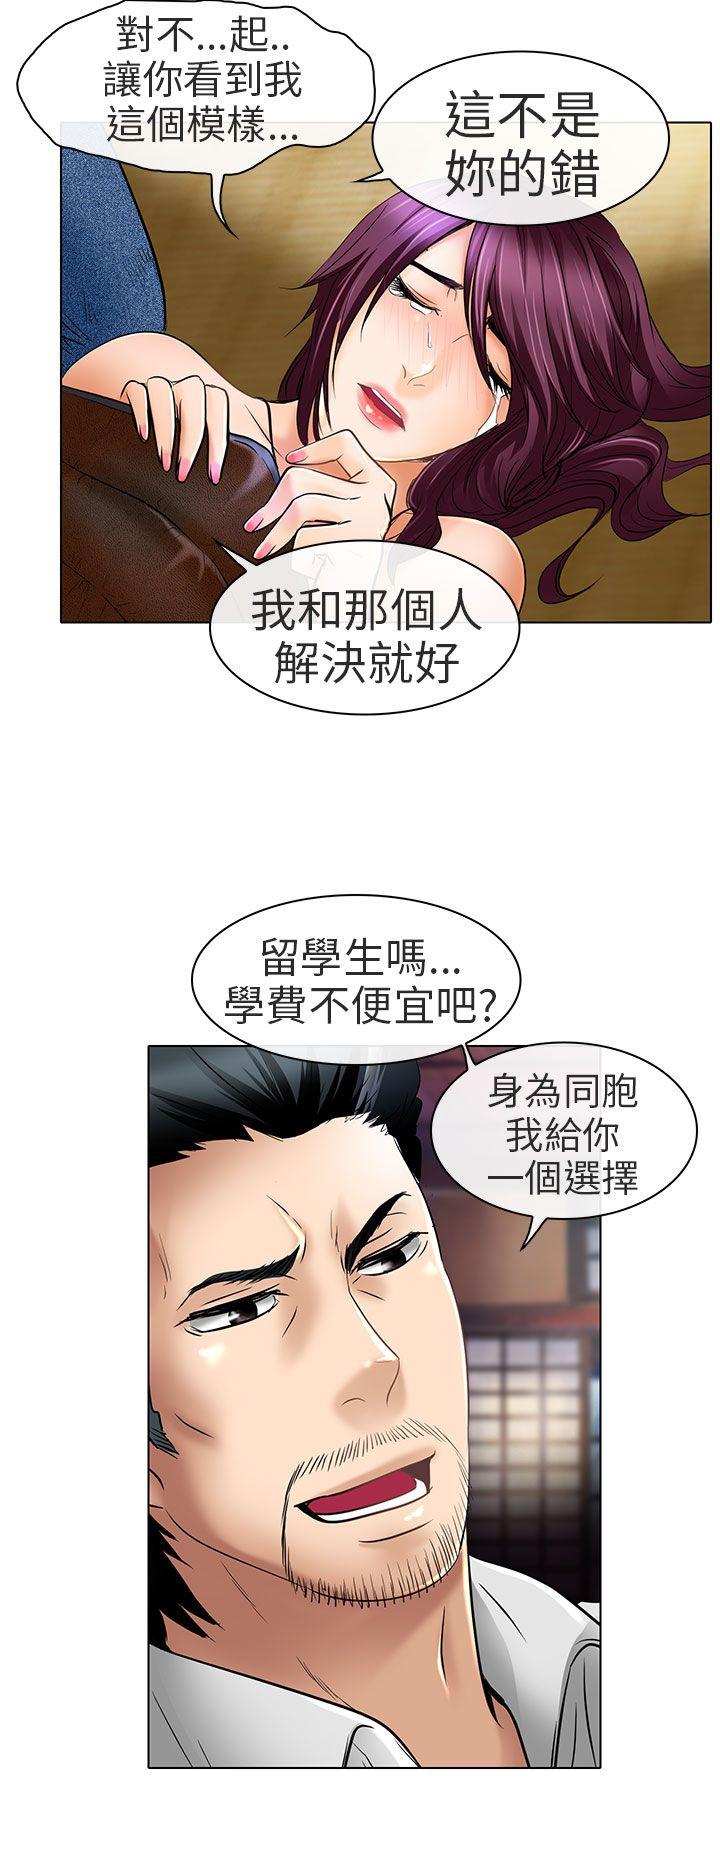 對不...起..
讓你看到我
這個模樣...
這不是
妳的錯
我和那個人
解決就好
留學生嗎...
學費不便宜吧?
身為同胞
我給你
一個選擇